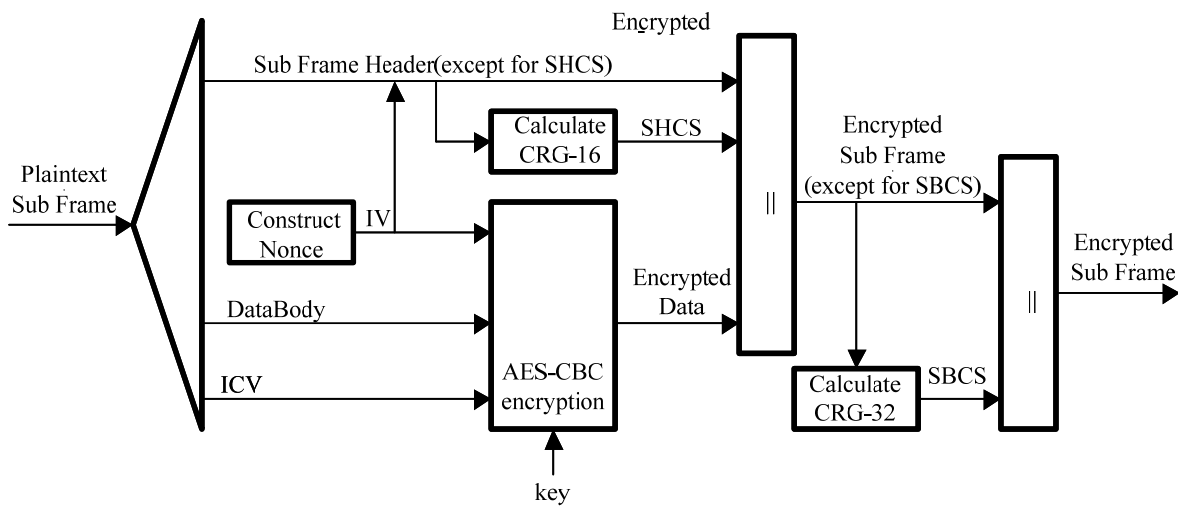 Encrypted
Sub Frame Header(except for SHCS)
Calculate
CRG-16
SHCS
Plaintext
Sub Frame
Construct
Nonce
IV
DataBody
ICV
AES-CBC
encryption
key
Encrypted
Data
||
Encrypted
Sub Frame
(except for SBCS)
Calculate
CRG-32
SBCS
||
Encrypted
Sub Frame